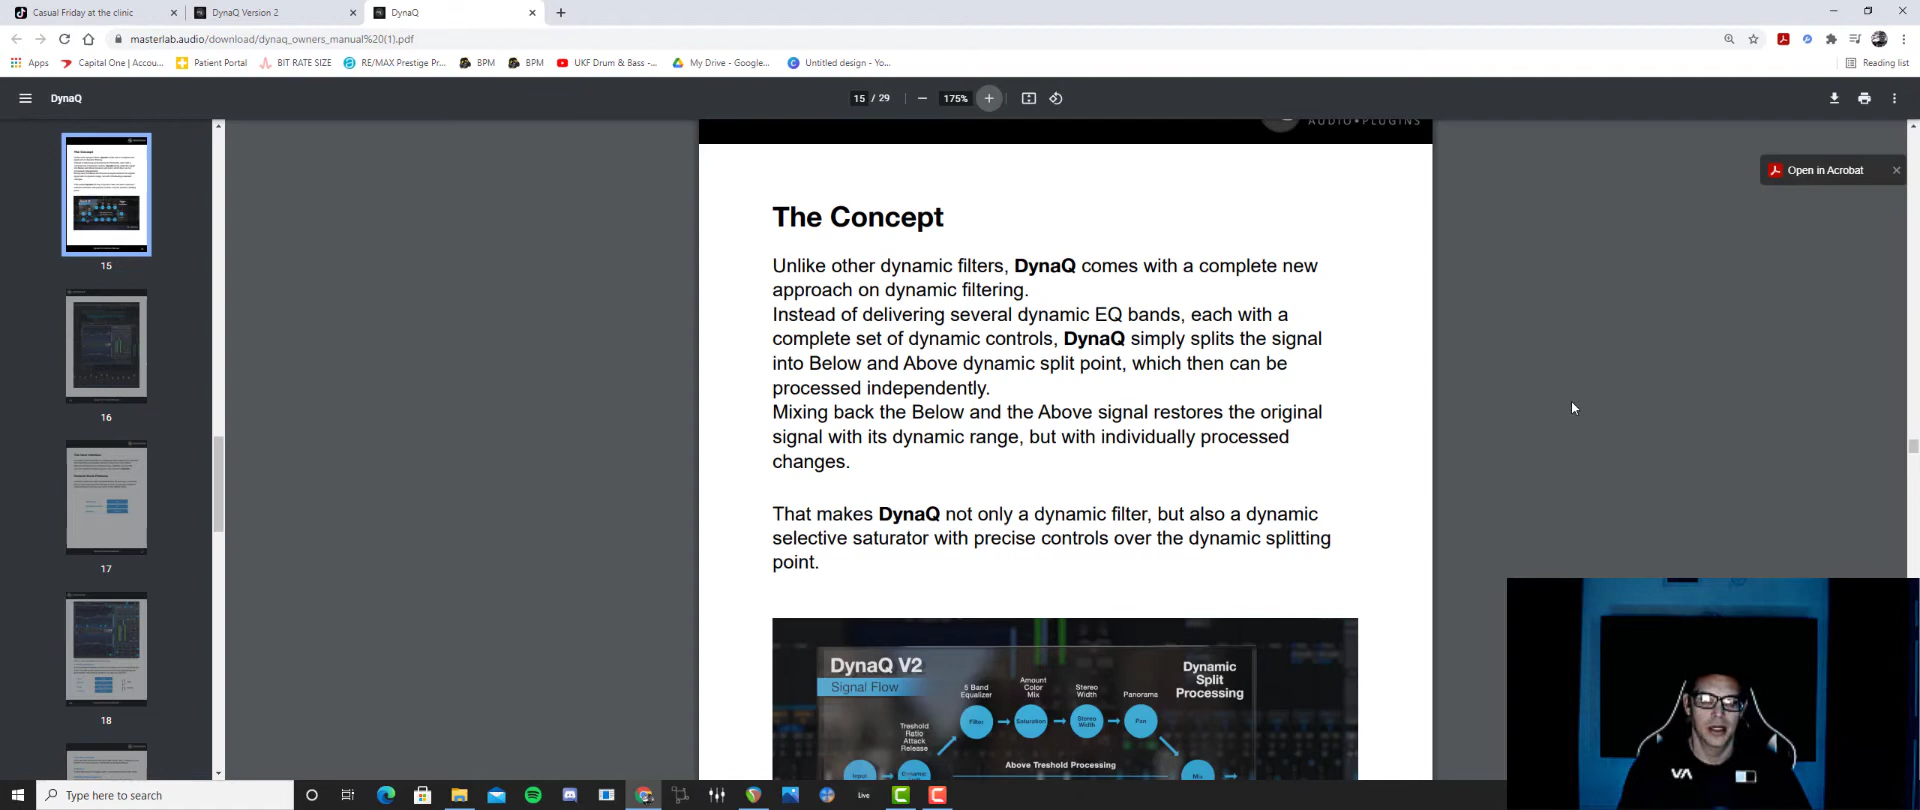 Casual Friday at the clinic
DynaQ Version 2
DynaQ
masterlab.audio/download/dynaq_owners_manual%20(1).pdf
Apps
Capital One | Accou...
Patient Portal
BIT RATE SIZE
RE/MAX Prestige Pr...
BPM
BPM
UKF Drum & Bass -...
My Drive - Google...
Untitled design - Yo...
Reading list
DynaQ
15 / 29
175%
AUDIO•PLUGINS
Open in Acrobat
The Concept
Unlike other dynamic filters, DynaQ comes with a complete new
approach on dynamic filtering.
Instead of delivering several dynamic EQ bands, each with a
complete set of dynamic controls, DynaQ simply splits the signal
into Below and Above dynamic split point, which then can be
processed independently.
Mixing back the Below and the Above signal restores the original
signal with its dynamic range, but with individually processed
changes.
That makes DynaQ not only a dynamic filter, but also a dynamic
selective saturator with precise controls over the dynamic splitting
point.
DynaQ V2
Signal Flow
Dynamic
Split
Processing
5 Band
Equalizer
Amount
Color
Mix
Stereo
Width
Panorama
Filter
Saturation
Stereo
Width
Pan
Treshold
Ratio
Attack
Release
Above Treshold Processing
Input
Dynamic
Mix
15
16
17
18
VA
Type here to search
Live